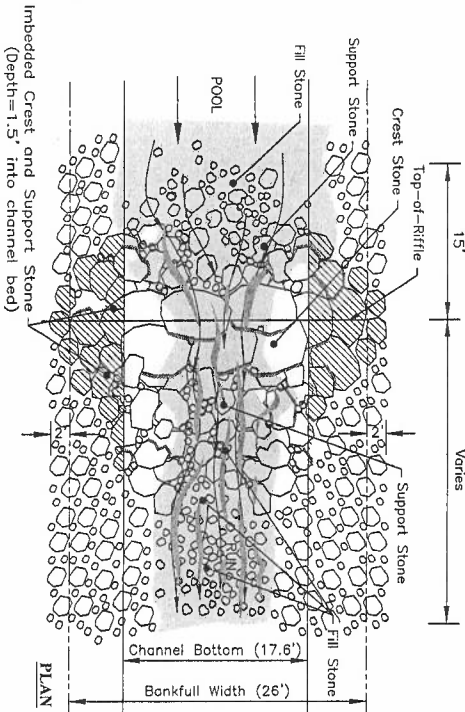 15'
Varies
Top-of-Riffle
Crest Stone
Support Stone
Fill Stone
POOL
Imbedded Crest and Support Stone
(Depth=1.5' into channel bed)
2'
2'
RUN
Support Stone
Fill Stone
Channel Bottom (17.6')
Bankfull Width (26')
PLAN